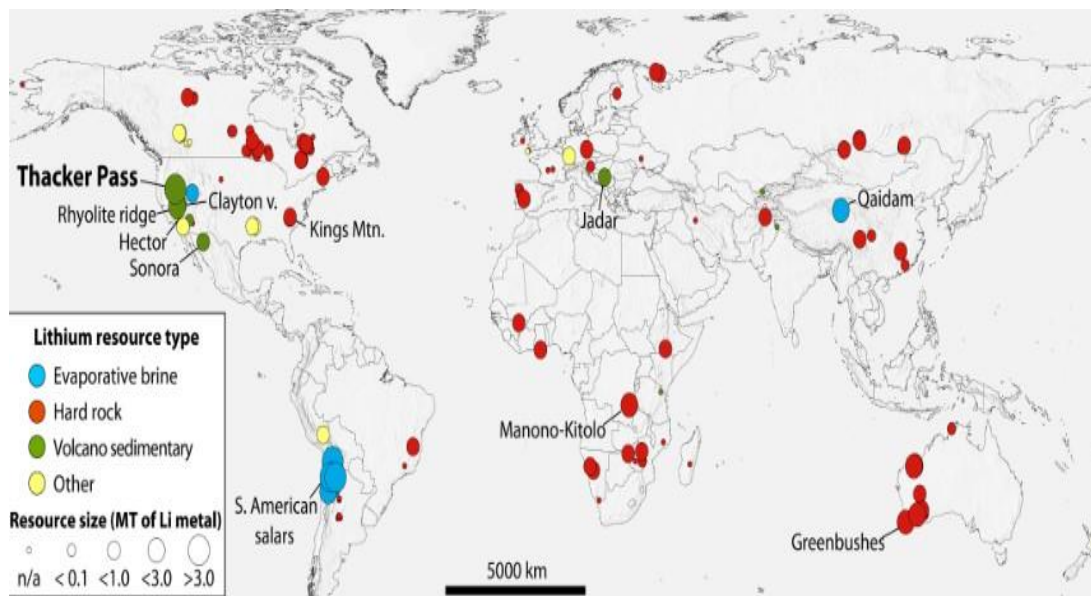 Thacker Pass
Rhyolite ridge
Clayton v.
Hector
Sonora
Kings Mtn.
Jadar
Qaidam
Manono-Kitolo
S. American
salars
Greenbushes
Lithium resource type
Evaporative brine
Hard rock
Volcano sedimentary
Other
Resource size (MT of Li metal)
n/a < 0.1 <1.0 <3.0 >3.0
5000 km